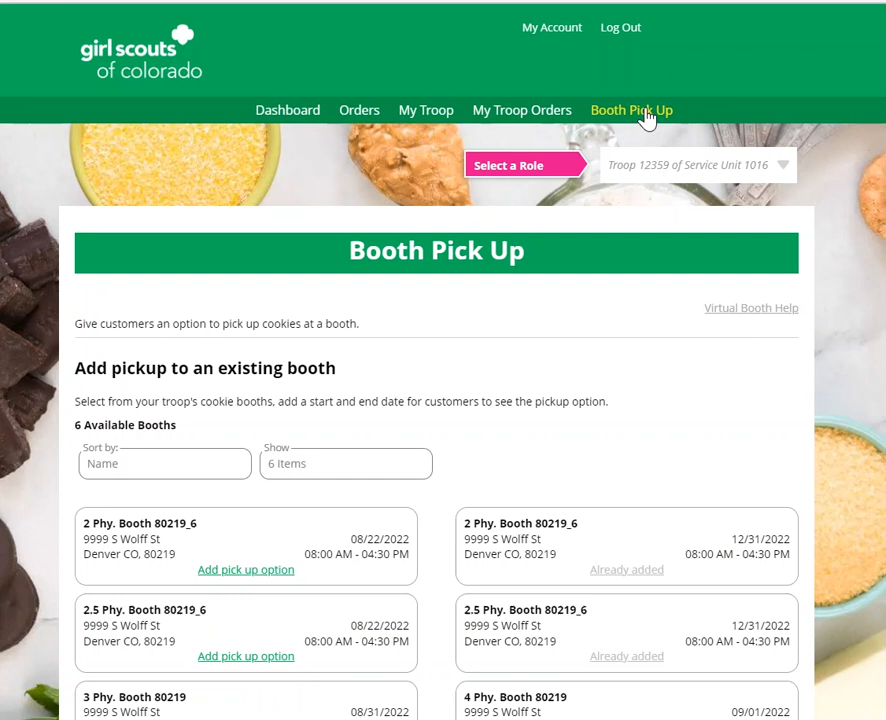 My Account Log Out
girl scouts
of colorado
Dashboard Orders My Troop My Troop Orders Booth Pick Up
Select a Role Troop 12359 of Service Unit 1016
Booth Pick Up
Virtual Booth Help
Give customers an option to pick up cookies at a booth.
Add pickup to an existing booth
Select from your troop's cookie booths, add a start and end date for customers to see the pickup option.
6 Available Booths
Sort by: Show
Name 6 Items
2 Phy. Booth 80219_6
9999 S Wolff St 08/22/2022
Denver CO, 80219 08:00 AM - 04:30 PM
Add pick up option
2 Phy. Booth 80219_6
9999 S Wolff St 12/31/2022
Denver CO, 80219 08:00 AM - 04:30 PM
Already added
2.5 Phy. Booth 80219_6
9999 S Wolff St 08/22/2022
Denver CO, 80219 08:00 AM - 04:30 PM
Add pick up option
2.5 Phy. Booth 80219_6
9999 S Wolff St 12/31/2022
Denver CO, 80219 08:00 AM - 04:30 PM
Already added
3 Phy. Booth 80219
9999 S Wolff St 08/31/2022
4 Phy. Booth 80219
9999 S Wolff St 09/01/2022